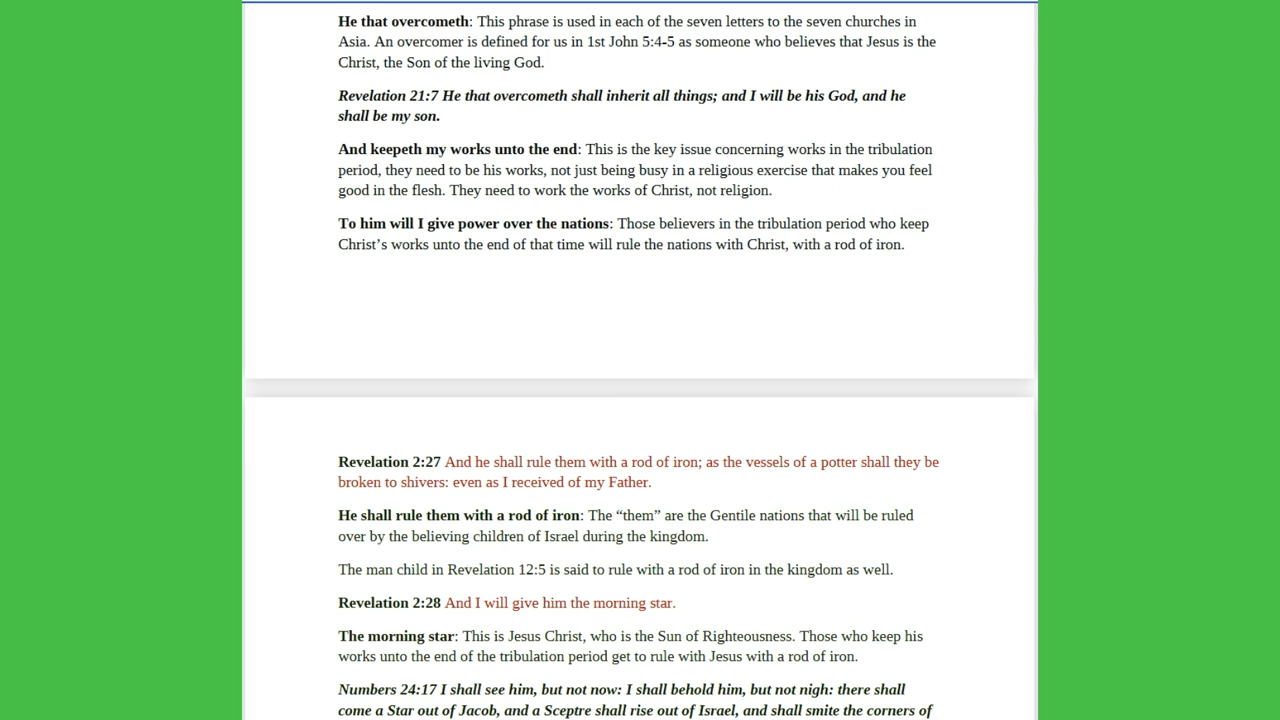 He that overcometh: This phrase is used in each of the seven letters to the seven churches in
Asia. An overcomer is defined for us in 1st John 5:4-5 as someone who believes that Jesus is the
Christ, the Son of the living God.
Revelation 21:7 He that overcometh shall inherit all things; and I will be his God, and he
shall be my son.
And keepeth my works unto the end: This is the key issue concerning works in the tribulation
period, they need to be his works, not just being busy in a religious exercise that makes you feel
good in the flesh. They need to work the works of Christ, not religion.
To him will I give power over the nations: Those believers in the tribulation period who keep
Christ’s works unto the end of that time will rule the nations with Christ, with a rod of iron.
Revelation 2:27 And he shall rule them with a rod of iron; as the vessels of a potter shall they be
broken to shivers: even as I received of my Father.
He shall rule them with a rod of iron: The “them” are the Gentile nations that will be ruled
over by the believing children of Israel during the kingdom.
The man child in Revelation 12:5 is said to rule with a rod of iron in the kingdom as well.
Revelation 2:28 And I will give him the morning star.
The morning star: This is Jesus Christ, who is the Sun of Righteousness. Those who keep his
works unto the end of the tribulation period get to rule with Jesus with a rod of iron.
Numbers 24:17 I shall see him, but not now: I shall behold him, but not nigh: there shall
come a Star out of Jacob, and a Sceptre shall rise out of Israel, and shall smite the corners of